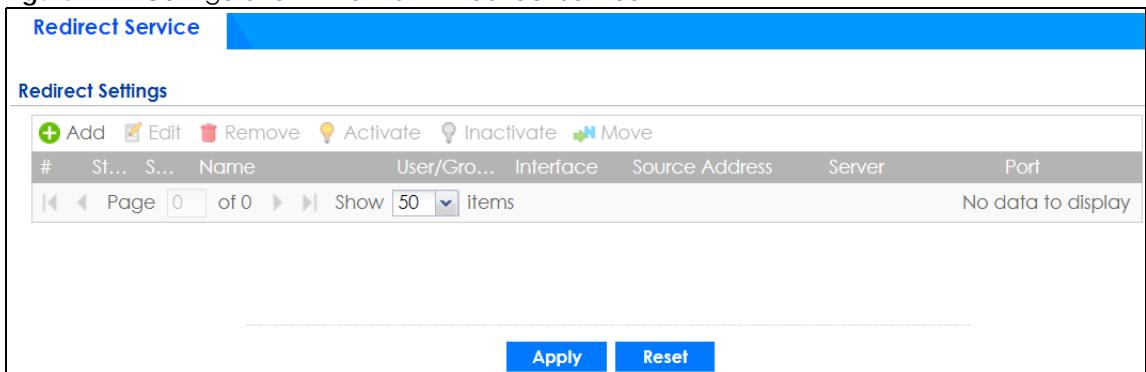 Redirect Service
Redirect Settings
Add Edit Remove Activate Inactivate Move
# St... S... Name User/Gro... Interface Source Address Server Port
Page 0 of 0 Show 50 items No data to display
Apply Reset